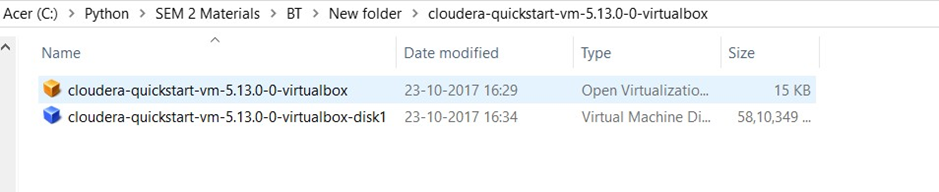 Acer (C:) > Python > SEM 2 Materials > BT > New folder > cloudera-quickstart-vm-5.13.0-0-virtualbox
Name Date modified Type Size
cloudera-quickstart-vm-5.13.0-0-virtualbox 23-10-2017 16:29 Open Virtualizatio... 15 KB
cloudera-quickstart-vm-5.13.0-0-virtualbox-disk1 23-10-2017 16:34 Virtual Machine Di... 58,10,349 ...